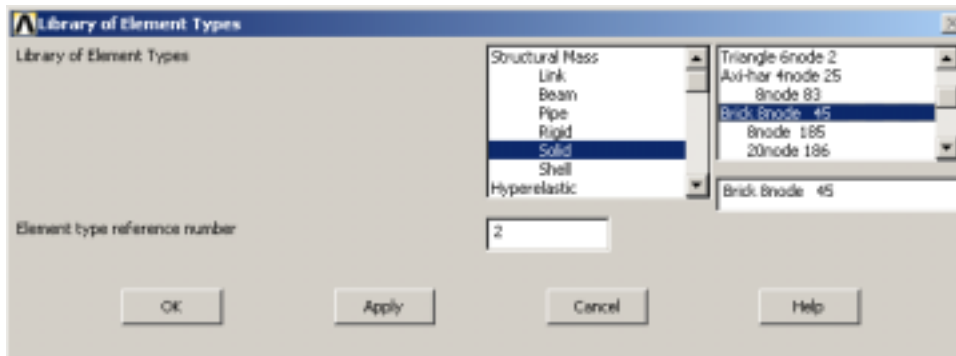 Library of Element Types
Library of Element Types
Structural Mass
Link
Beam
Pipe
Rigid
Solid
Shell
Hyperelastic
Triangle 6node 2
Axi-har 4node 25
8node 83
Brick 8node 45
8node 185
20node 186
Brick 8node 45
Element type reference number
2
OK
Apply
Cancel
Help